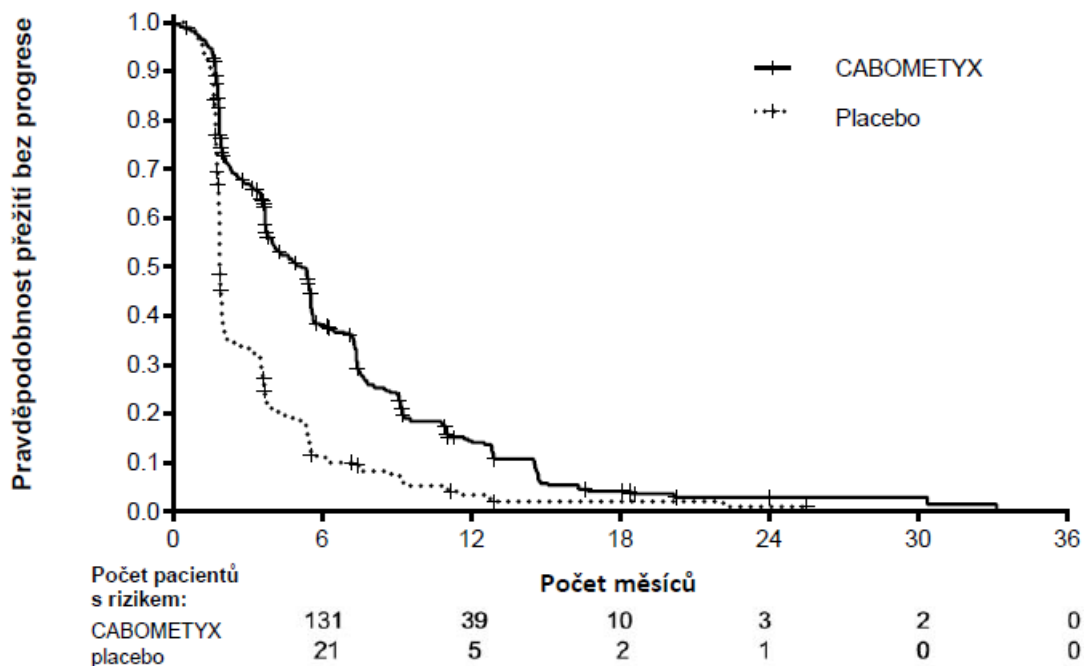 Pravděpodobnost přežití bez progrese
1.0
0.9
0.8
0.7
0.6
0.5
0.4
0.3
0.2
0.1
0.0
CABOMETYX
Placebo
0 6 12 18 24 30 36
Počet měsíců
Počet pacientů
s rizikem:
CABOMETYX 131 39 10 3 2 0
placebo 21 5 2 1 0 0